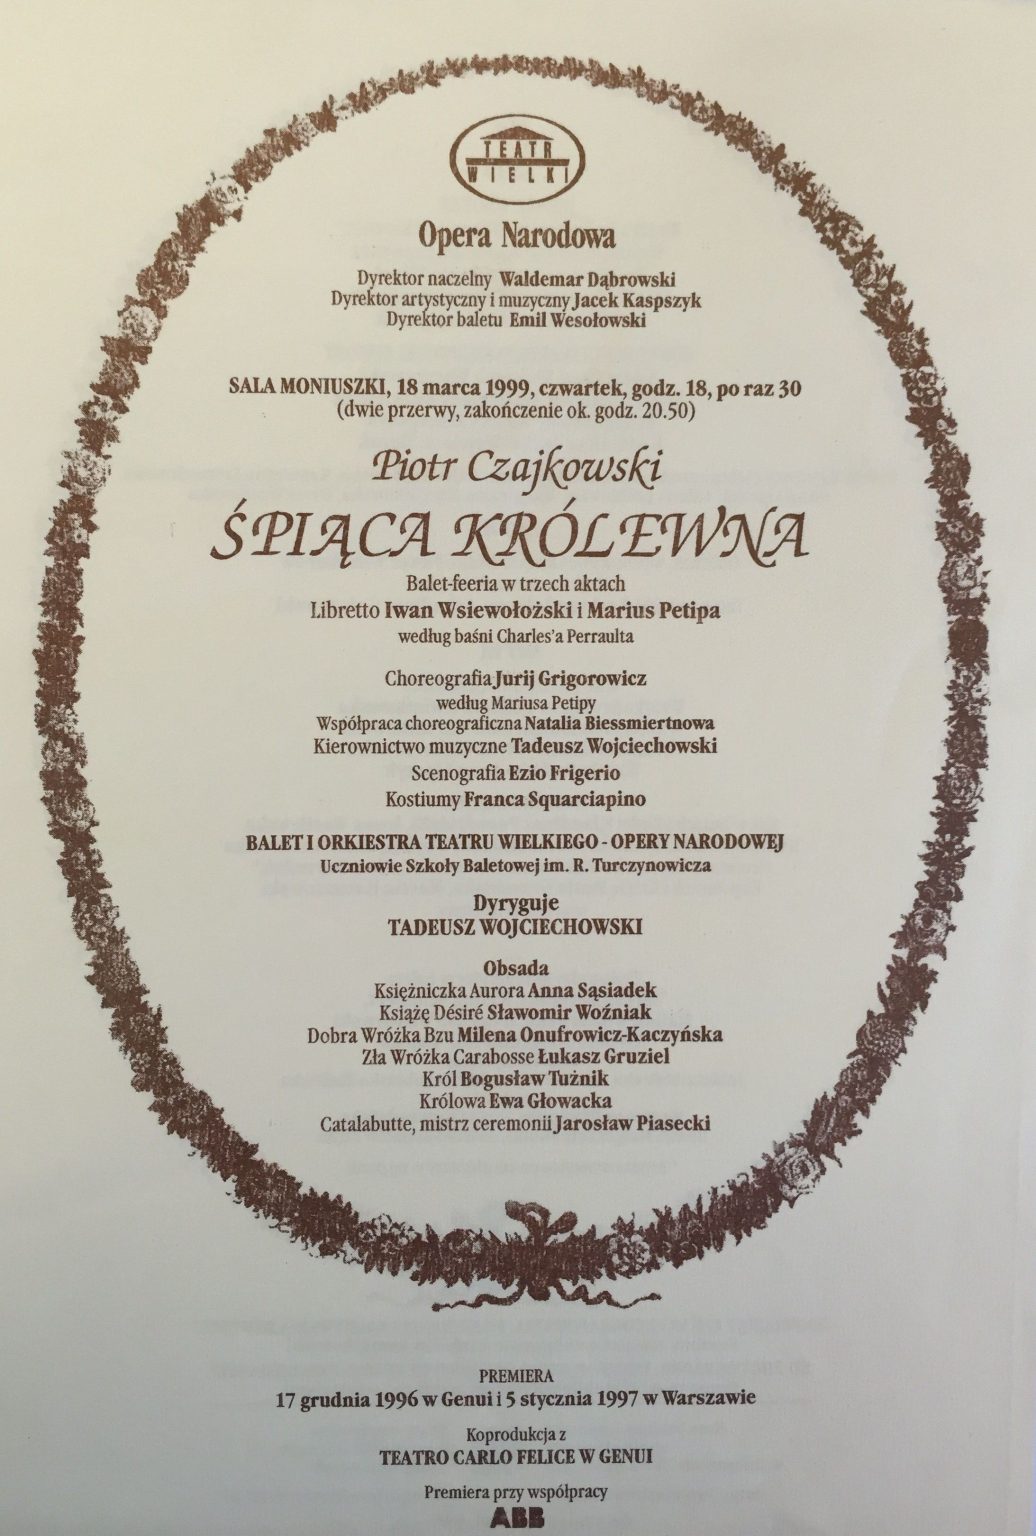 TEATR
WIELKI
Opera Narodowa
Dyrektor naczelny Waldemar Dąbrowski
Dyrektor artystyczny i muzyczny Jacek Kaspszyk
Dyrektor baletu Emil Wesołowski
SALA MONIUSZKI, 18 marca 1999, czwartek, godz. 18, po raz 30
(dwie przerwy, zakończenie ok. godz. 20.50)
Piotr Czajkowski
ŚPIĄCA KRÓLEWNA
Balet-feeria w trzech aktach
Libretto Iwan Wsiewołożski i Marius Petipa
według baśni Charles'a Perraulta
Choreografia Jurij Grigorowicz
według Mariusa Petipy
Współpraca choreograficzna Natalia Biessmiertnowa
Kierownictwo muzyczne Tadeusz Wojciechowski
Scenografia Ezio Frigerio
Kostiumy Franca Squarciapino
BALET I ORKIESTRA TEATRU WIELKIEGO - OPERY NARODOWEJ
Uczniowie Szkoły Baletowej im. R. Turczynowicza
Dyryguje
TADEUSZ WOJCIECHOWSKI
Obsada
Księżniczka Aurora Anna Sąsiadek
Książę Désiré Sławomir Woźniak
Dobra Wróżka Bzu Milena Onufrowicz-Kaczyńska
Zła Wróżka Carabosse Łukasz Gruziel
Król Bogusław Tużnik
Królowa Ewa Głowacka
Catalabutte, mistrz ceremonii Jarosław Piasecki
PREMIERA
17 grudnia 1996 w Genui i 5 stycznia 1997 w Warszawie
Koprodukcja z
TEATRO CARLO FELICE W GENUI
Premiera przy współpracy
ABB